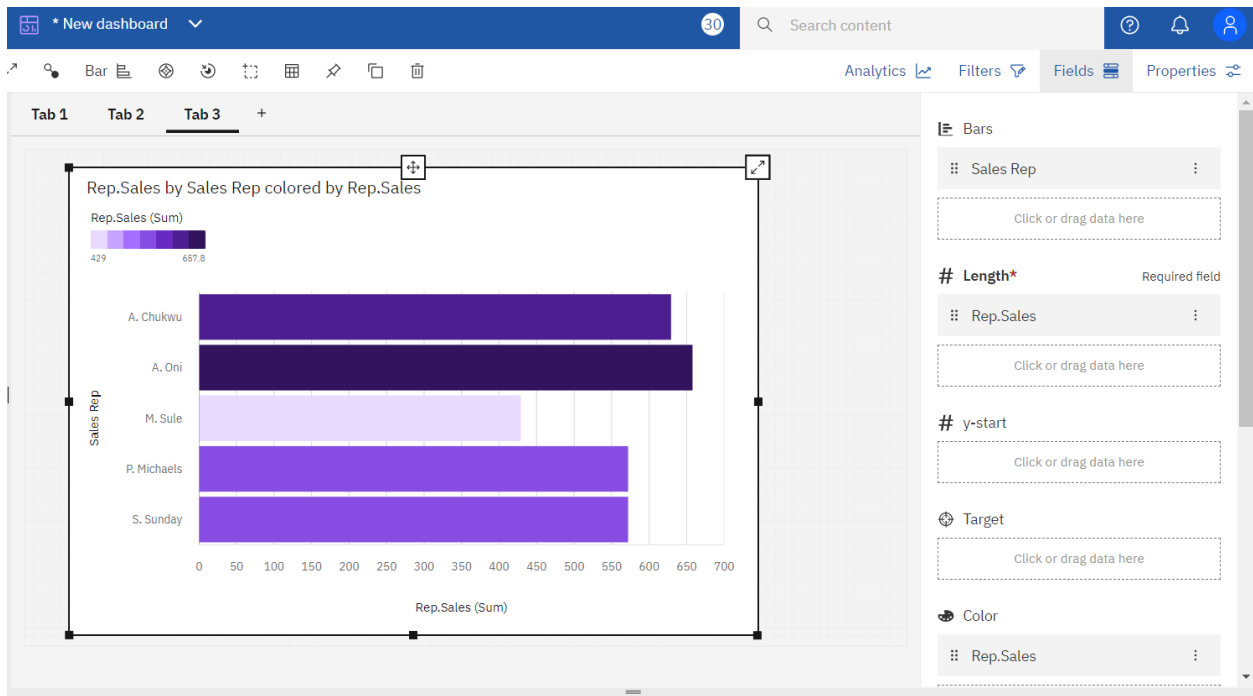 * New dashboard
30
Search content
Bar
Analytics
Filters
Fields
Properties
Tab 1
Tab 2
Tab 3
+
Rep.Sales by Sales Rep colored by Rep.Sales
Rep.Sales (Sum)
429 657.8
Sales Rep
A. Chukwu
A. Oni
M. Sule
P. Michaels
S. Sunday
0 50 100 150 200 250 300 350 400 450 500 550 600 650 700
Rep.Sales (Sum)
Bars
Sales Rep
Click or drag data here
# Length* Required field
Rep.Sales
Click or drag data here
# y-start
Click or drag data here
Target
Click or drag data here
Color
Rep.Sales